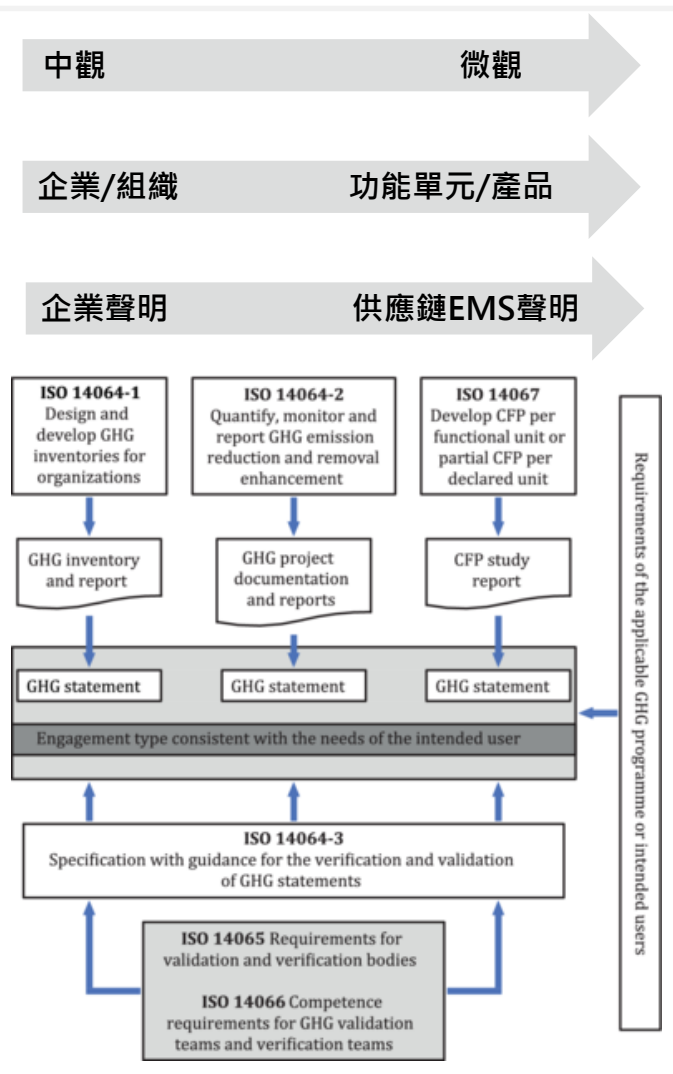 中觀 微觀
企業/組織 功能單元/產品
企業聲明 供應鏈EMS聲明
ISO 14064-1
Design and
develop GHG
inventories for
organizations
ISO 14064-2
Quantify, monitor and
report GHG emission
reduction and removal
enhancement
ISO 14067
Develop CFP per
functional unit or
partial CFP per
declared unit
GHG inventory
and report
GHG project
documentation
and reports
CFP study
report
GHG statement
GHG statement
GHG statement
Engagement type consistent with the needs of the intended user
ISO 14064-3
Specification with guidance for the verification and validation
of GHG statements
ISO 14065 Requirements for
validation and verification bodies
ISO 14066 Competence
requirements for GHG validation
teams and verification teams
Requirements of the applicable GHG programme or intended users